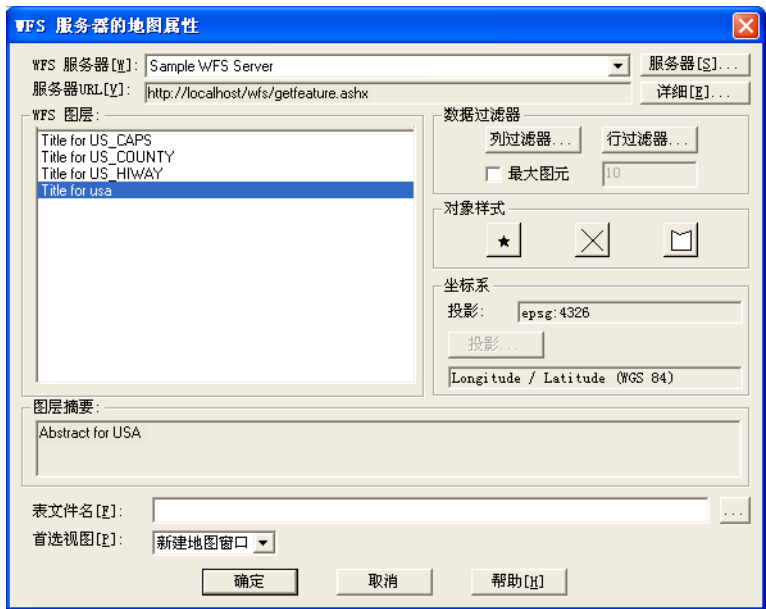 WFS 服务器的地图属性
WFS 服务器[W]: Sample WFS Server 服务器[S]...
服务器URL[V]: http://localhost/wfs/getfeature.ashx 详细[E]...
WFS 图层:
Title for US_CAPS
Title for US_COUNTY
Title for US_HIWAY
Title for usa
数据过滤器
列过滤器... 行过滤器...
最大图元 10
对象样式
坐标系
投影: epsg:4326
投影...
Longitude / Latitude (WGS 84)
图层摘要:
Abstract for USA
表文件名[F]: ...
首选视图[P]: 新建地图窗口
确定 取消 帮助[H]